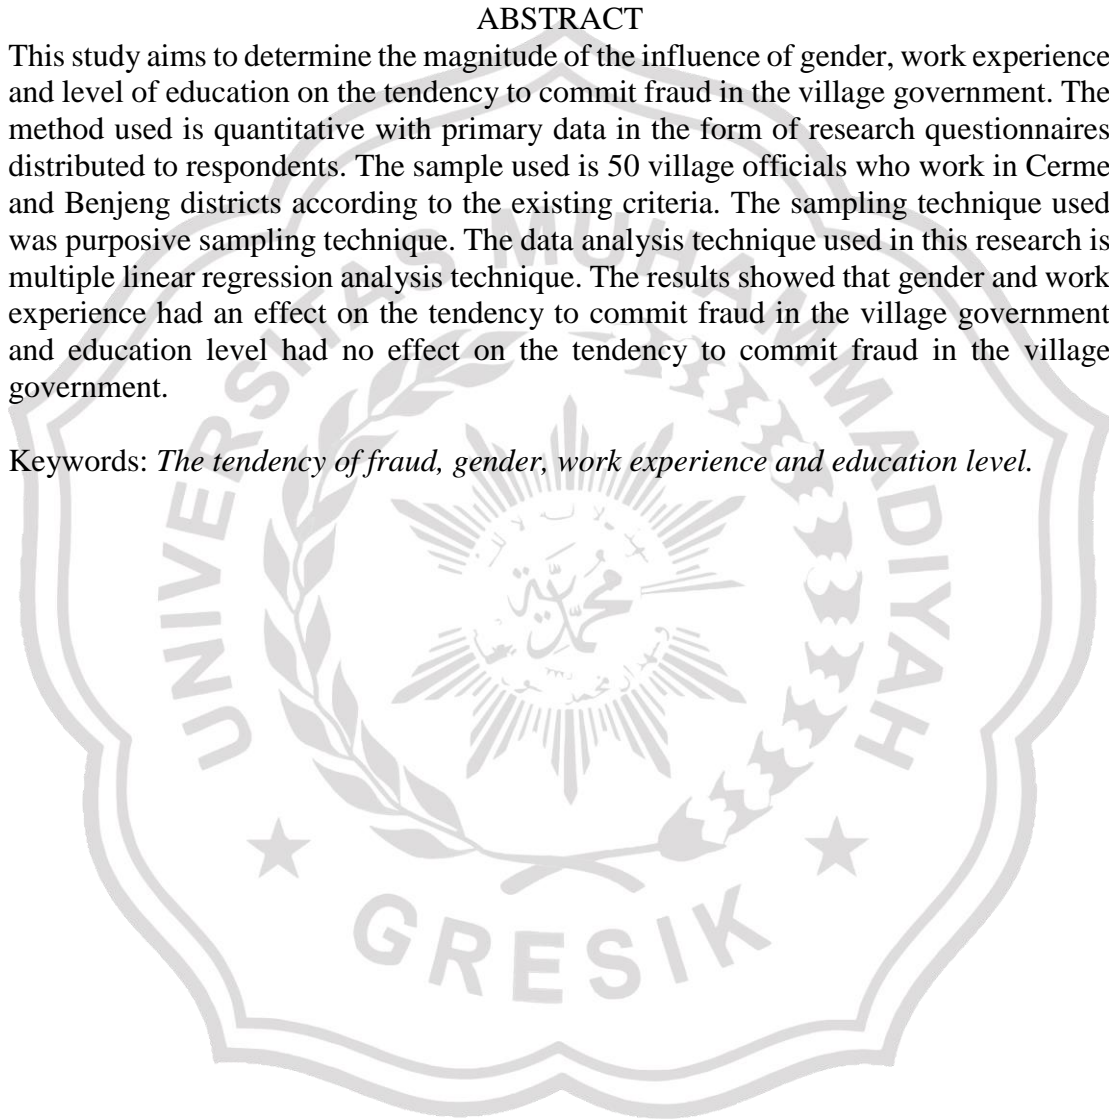 ABSTRACT
This study aims to determine the magnitude of the influence of gender, work experience
and level of education on the tendency to commit fraud in the village government. The
method used is quantitative with primary data in the form of research questionnaires
distributed to respondents. The sample used is 50 village officials who work in Cerme
and Benjeng districts according to the existing criteria. The sampling technique used
was purposive sampling technique. The data analysis technique used in this research is
multiple linear regression analysis technique. The results showed that gender and work
experience had an effect on the tendency to commit fraud in the village government
and education level had no effect on the tendency to commit fraud in the village
government.
Keywords: The tendency of fraud, gender, work experience and education level.
UNIVERSITAS MUHAMMADIYAH
GRESIK